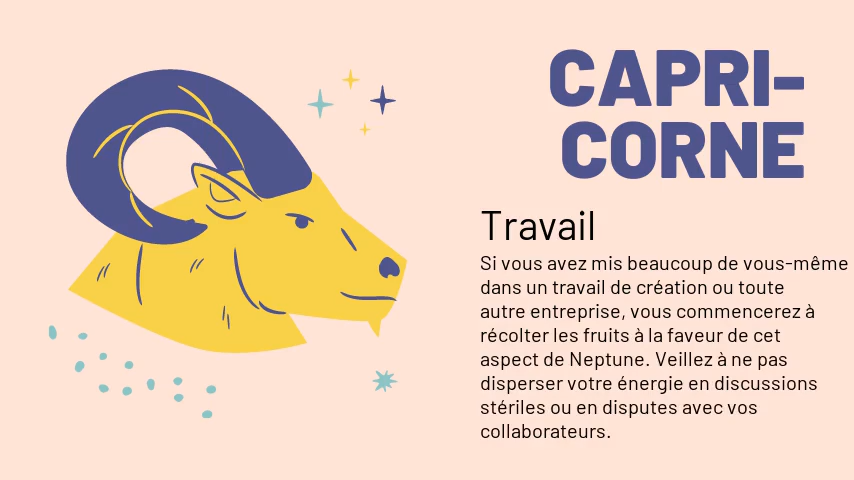 CAPRI-
CORNE
Travail
Si vous avez mis beaucoup de vous-même
dans un travail de création ou toute
autre entreprise, vous commencerez à
récolter les fruits à la faveur de cet
aspect de Neptune. Veillez à ne pas
disperser votre énergie en discussions
stériles ou en disputes avec vos
collaborateurs.